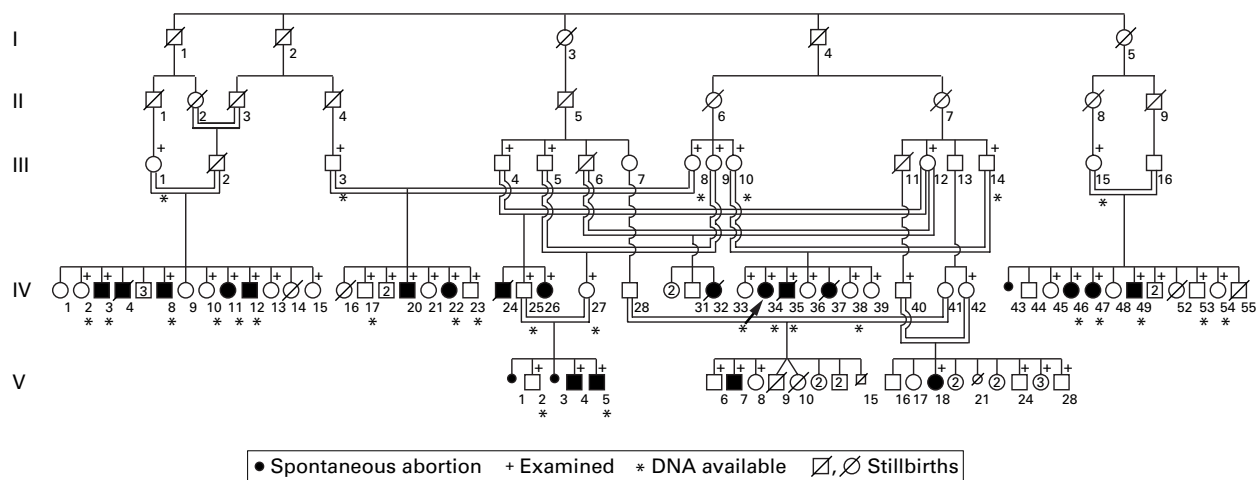 I
1 2 3 4 5
II
1 2 3 4 5 6 7 8 9
+ + + + + + + + + +
III
1 2 3 4 5 6 7 8 9 10 11 12 13 14 15 16
* * * * * *
IV
3 2 2 2
1 2 3 4 8 9 10 11 12 13 14 15 16 17 20 21 22 23 24 25 26 27 28 31 32 33 34 35 36 37 38 39 40 41 42 43 44 45 46 47 48 49 52 53 54 55
* * * * * * * * * * * * * * * * * * * *
V
2 2 2 2 3
1 2 3 4 5 6 7 8 9 10 15 16 17 18 21 24 28
* *
Spontaneous abortion + Examined * DNA available , Stillbirths